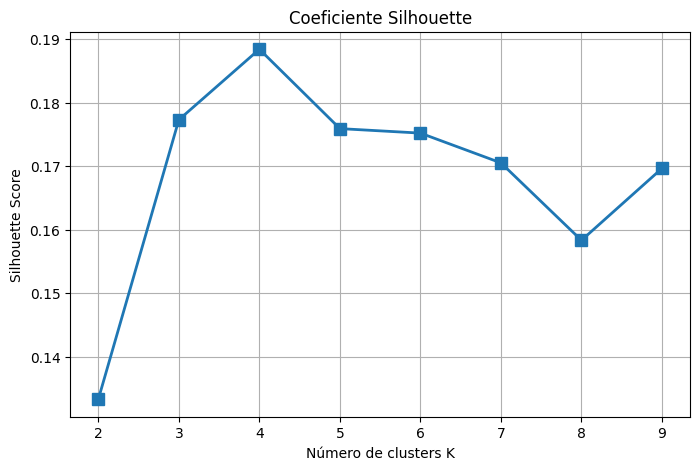 Coeficiente Silhouette
Silhouette Score
0.19
0.18
0.17
0.16
0.15
0.14
2 3 4 5 6 7 8 9
Número de clusters K